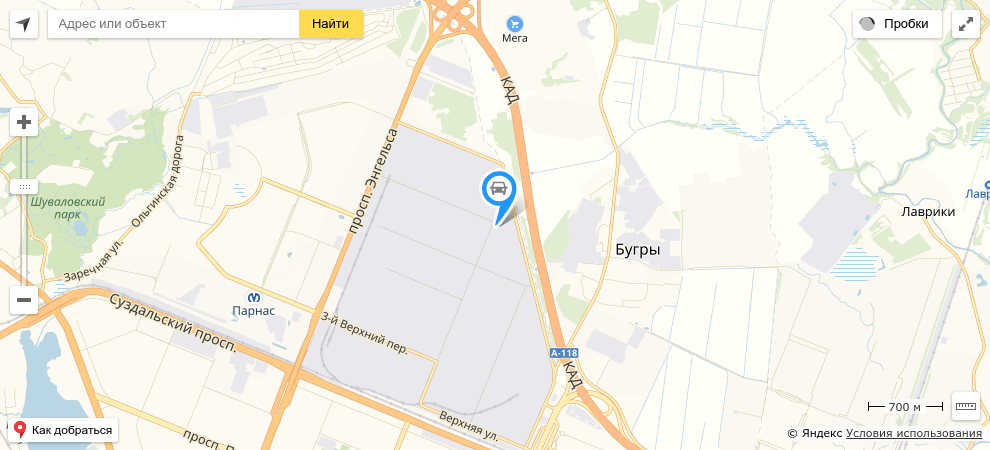 Адрес или объект
Найти
Пробки
Мега
КАД
просп. Энгельса
Ольгинская дорога
Шуваловский
парк
Лаврики
Бугры
Заречная ул.
Парнас
Суздальский просп.
3-й Верхний пер.
А-118
КАД
700 м
Верхняя ул.
Как добраться
© Яндекс Условия использования